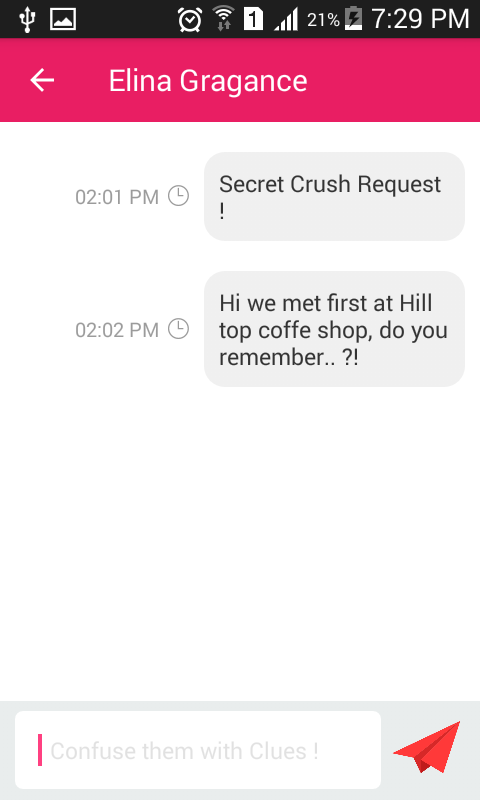 1 21% 7:29 PM
Elina Gragance
Secret Crush Request
02:01 PM
!
Hi we met first at Hill
02:02 PM top coffe shop, do you
remember.. ?!
Confuse them with Clues !